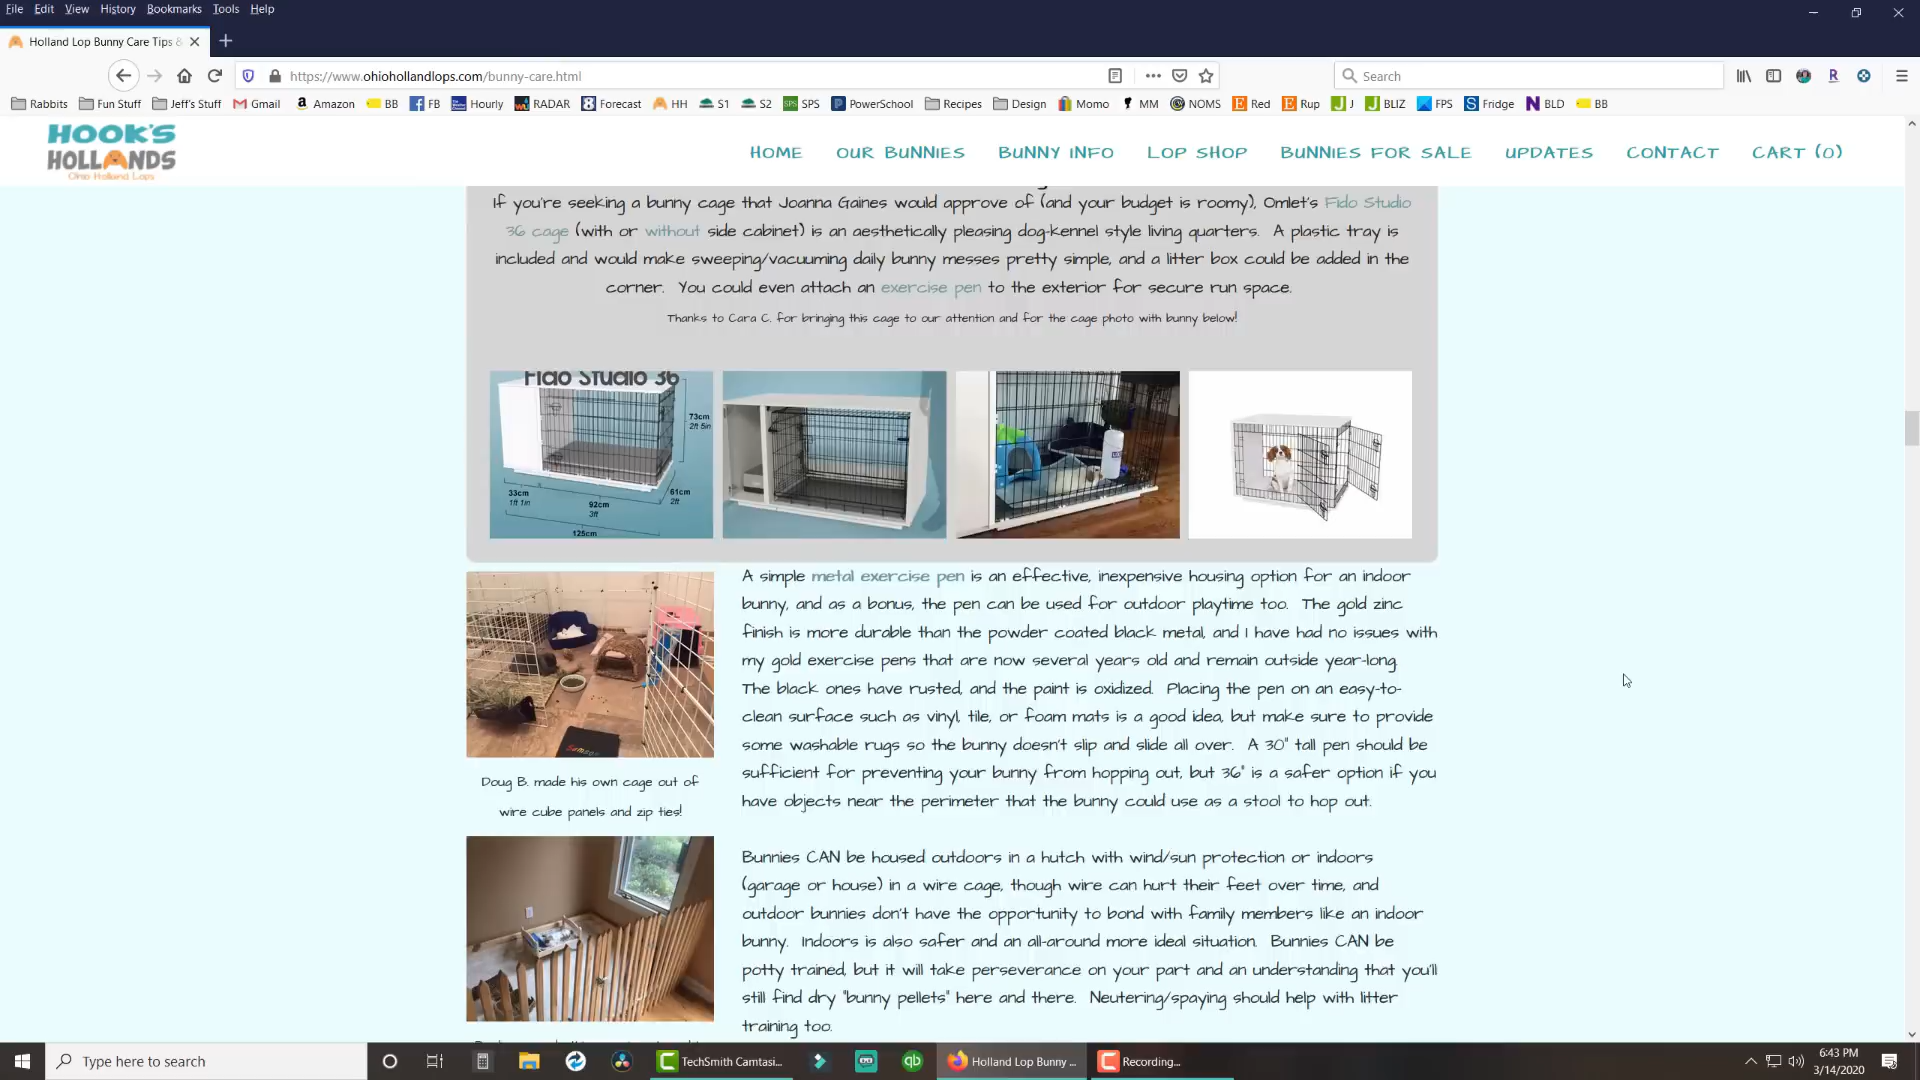 File Edit View History Bookmarks Tools Help
Holland Lop Bunny Care Tips &
https://www.ohiohollandlops.com/bunny-care.html
Search
Rabbits Fun Stuff Jeff's Stuff Gmail Amazon BB FB Hourly RADAR Forecast HH S1 S2 SPS PowerSchool Recipes Design Momo MM NOMS Red Rup J BLIZ FPS Fridge BLD BB
HOOK'S
HOLLANDS
Ohio Holland Lops
HOME OUR BUNNIES BUNNY INFO LOP SHOP BUNNIES FOR SALE UPDATES CONTACT CART (0)
If you're seeking a bunny cage that Joanna Gaines would approve of (and your budget is roomy), Omlet's Fido Studio
36 cage (with or without side cabinet) is an aesthetically pleasing dog-kennel style living quarters. A plastic tray is
included and would make sweeping/vacuuming daily bunny messes pretty simple, and a litter box could be added in the
corner. You could even attach an exercise pen to the exterior for secure run space.
Thanks to Cara C. for bringing this cage to our attention and for the cage photo with bunny below!
Fido Studio 36
73cm
2ft 5in
33cm
1ft 1in
61cm
2ft
92cm
3ft
125cm
A simple metal exercise pen is an effective, inexpensive housing option for an indoor
bunny, and as a bonus, the pen can be used for outdoor playtime too. The gold zinc
finish is more durable than the powder coated black metal, and I have had no issues with
my gold exercise pens that are now several years old and remain outside year-long.
The black ones have rusted, and the paint is oxidized. Placing the pen on an easy-to-
clean surface such as vinyl, tile, or foam mats is a good idea, but make sure to provide
some washable rugs so the bunny doesn't slip and slide all over. A 30" tall pen should be
sufficient for preventing your bunny from hopping out, but 36" is a safer option if you
have objects near the perimeter that the bunny could use as a stool to hop out.
Doug B. made his own cage out of
wire cube panels and zip ties!
Bunnies CAN be housed outdoors in a hutch with wind/sun protection or indoors
(garage or house) in a wire cage, though wire can hurt their feet over time, and
outdoor bunnies don't have the opportunity to bond with family members like an indoor
bunny. Indoors is also safer and an all-around more ideal situation. Bunnies CAN be
potty trained, but it will take perseverance on your part and an understanding that you'll
still find dry "bunny pellets" here and there. Neutering/spaying should help with litter
training too.
Type here to search
TechSmith Camtasi...
Holland Lop Bunny ...
Recording...
6:43 PM
3/14/2020